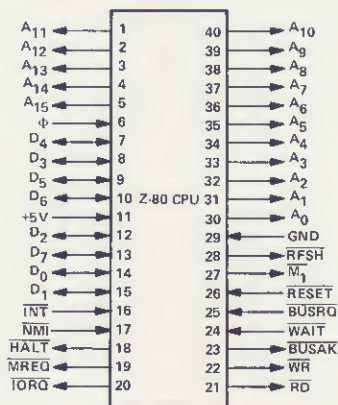 A11 1 40 A10
A12 2 39 A9
A13 3 38 A8
A14 4 37 A7
A15 5 36 A6
Φ 6 35 A5
D4 7 34 A4
D3 8 33 A3
D5 9 32 A2
D6 10 Z-80 CPU 31 A1
+5V 11 30 A0
D2 12 29 GND
D7 13 28 RFSH
D0 14 27 M1
D1 15 26 RESET
INT 16 25 BUSRQ
NMI 17 24 WAIT
HALT 18 23 BUSAK
MREQ 19 22 WR
IORQ 20 21 RD